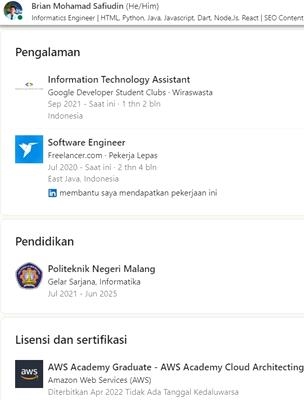 Brian Mohamad Safiudin (He/Him)
Informatics Engineer | HTML, Python, Java, Javascript, Dart, Node,Js. React | SEO Content
Pengalaman
Information Technology Assistant
Google Developer Student Clubs · Wiraswasta
Sep 2021 - Saat ini · 1 thn 2 bln
Indonesia
Software Engineer
Freelancer.com · Pekerja Lepas
Jul 2020 - Saat ini · 2 thn 4 bln
East Java, Indonesia
in membantu saya mendapatkan pekerjaan ini
Pendidikan
Politeknik Negeri Malang
Gelar Sarjana, Informatika
Jul 2021 - Jun 2025
Lisensi dan sertifikasi
aws
AWS Academy Graduate - AWS Academy Cloud Architecting
Amazon Web Services (AWS)
Diterbitkan Apr 2022 Tidak Ada Tanggal Kedaluwarsa